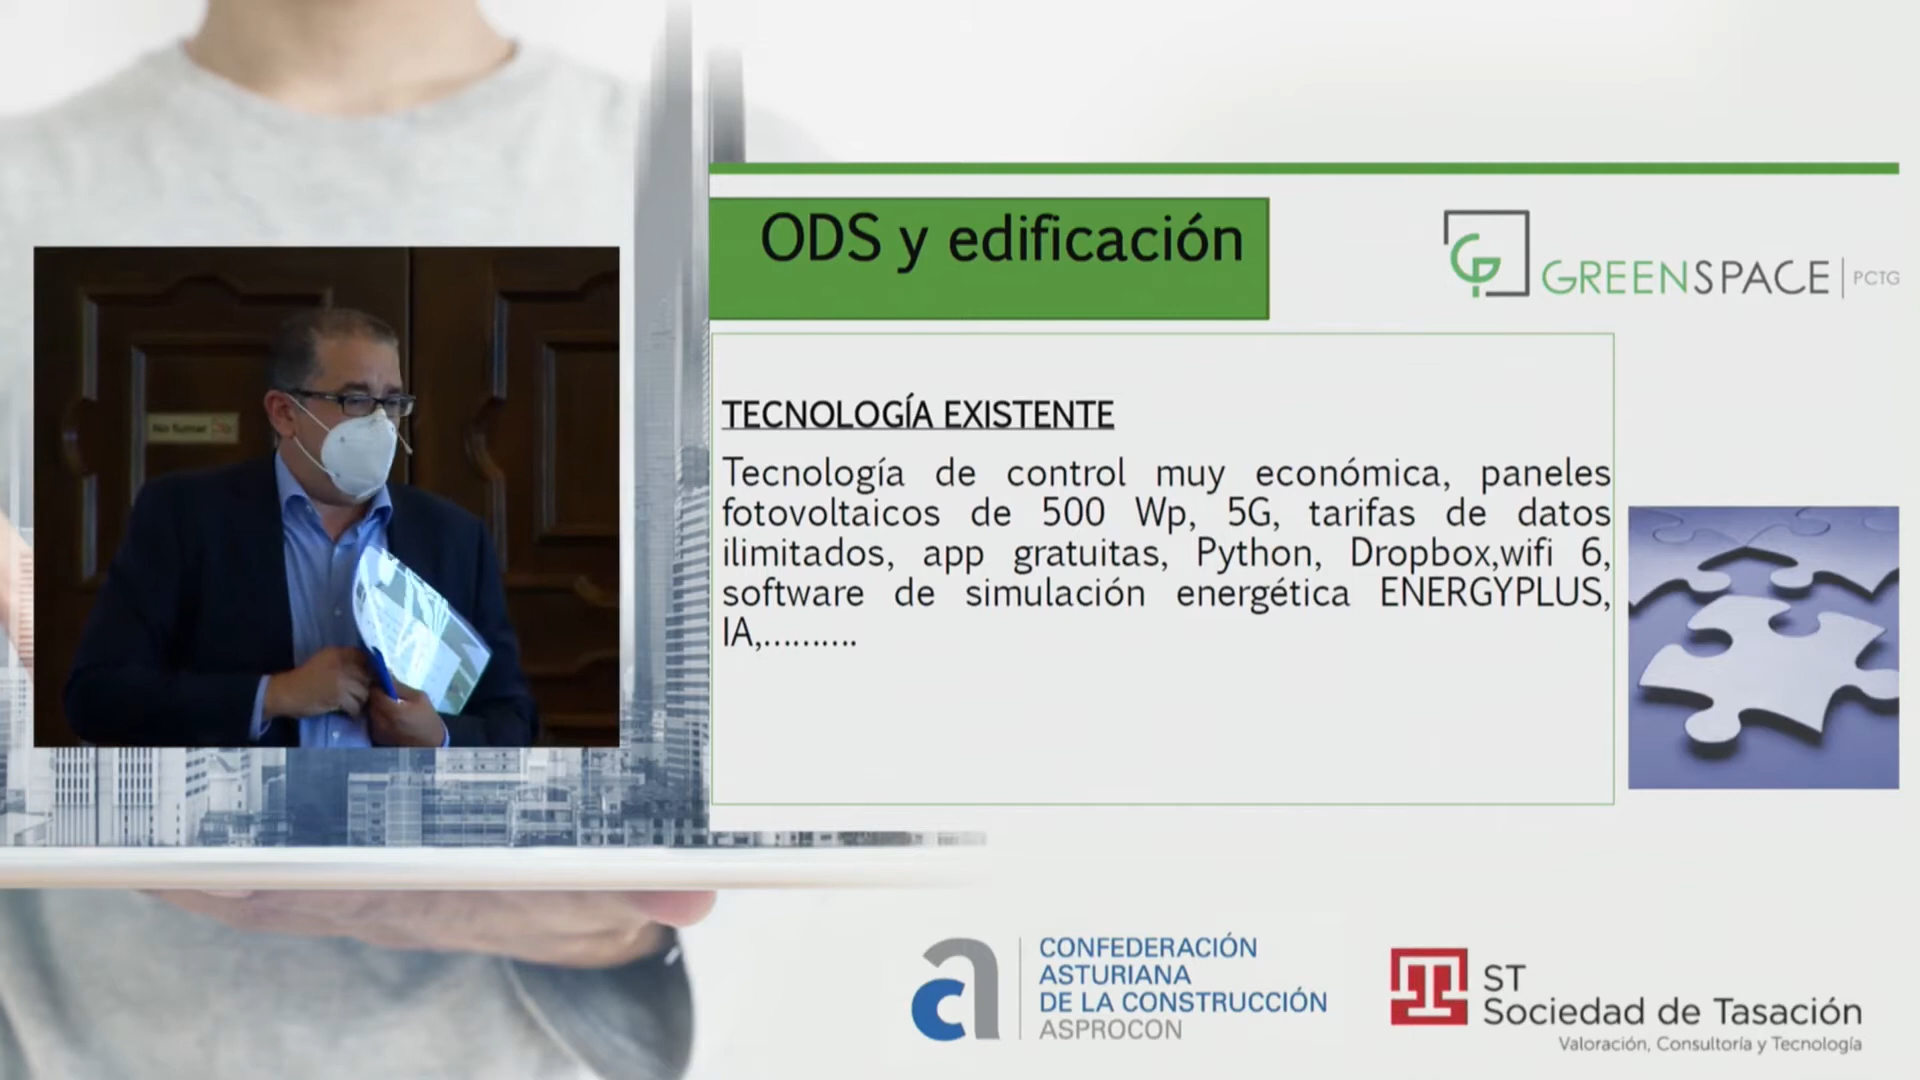 ODS y edificación
GREENSPACE PCTG
TECNOLOGÍA EXISTENTE
Tecnología de control muy económica, paneles
fotovoltaicos de 500 Wp, 5G, tarifas de datos
ilimitados, app gratuitas, Python, Dropbox,wifi 6,
software de simulación energética ENERGYPLUS,
IA,..........
No fumar
CONFEDERACIÓN
ASTURIANA
DE LA CONSTRUCCIÓN
ASPROCON
ST
Sociedad de Tasación
Valoración, Consultoría y Tecnología